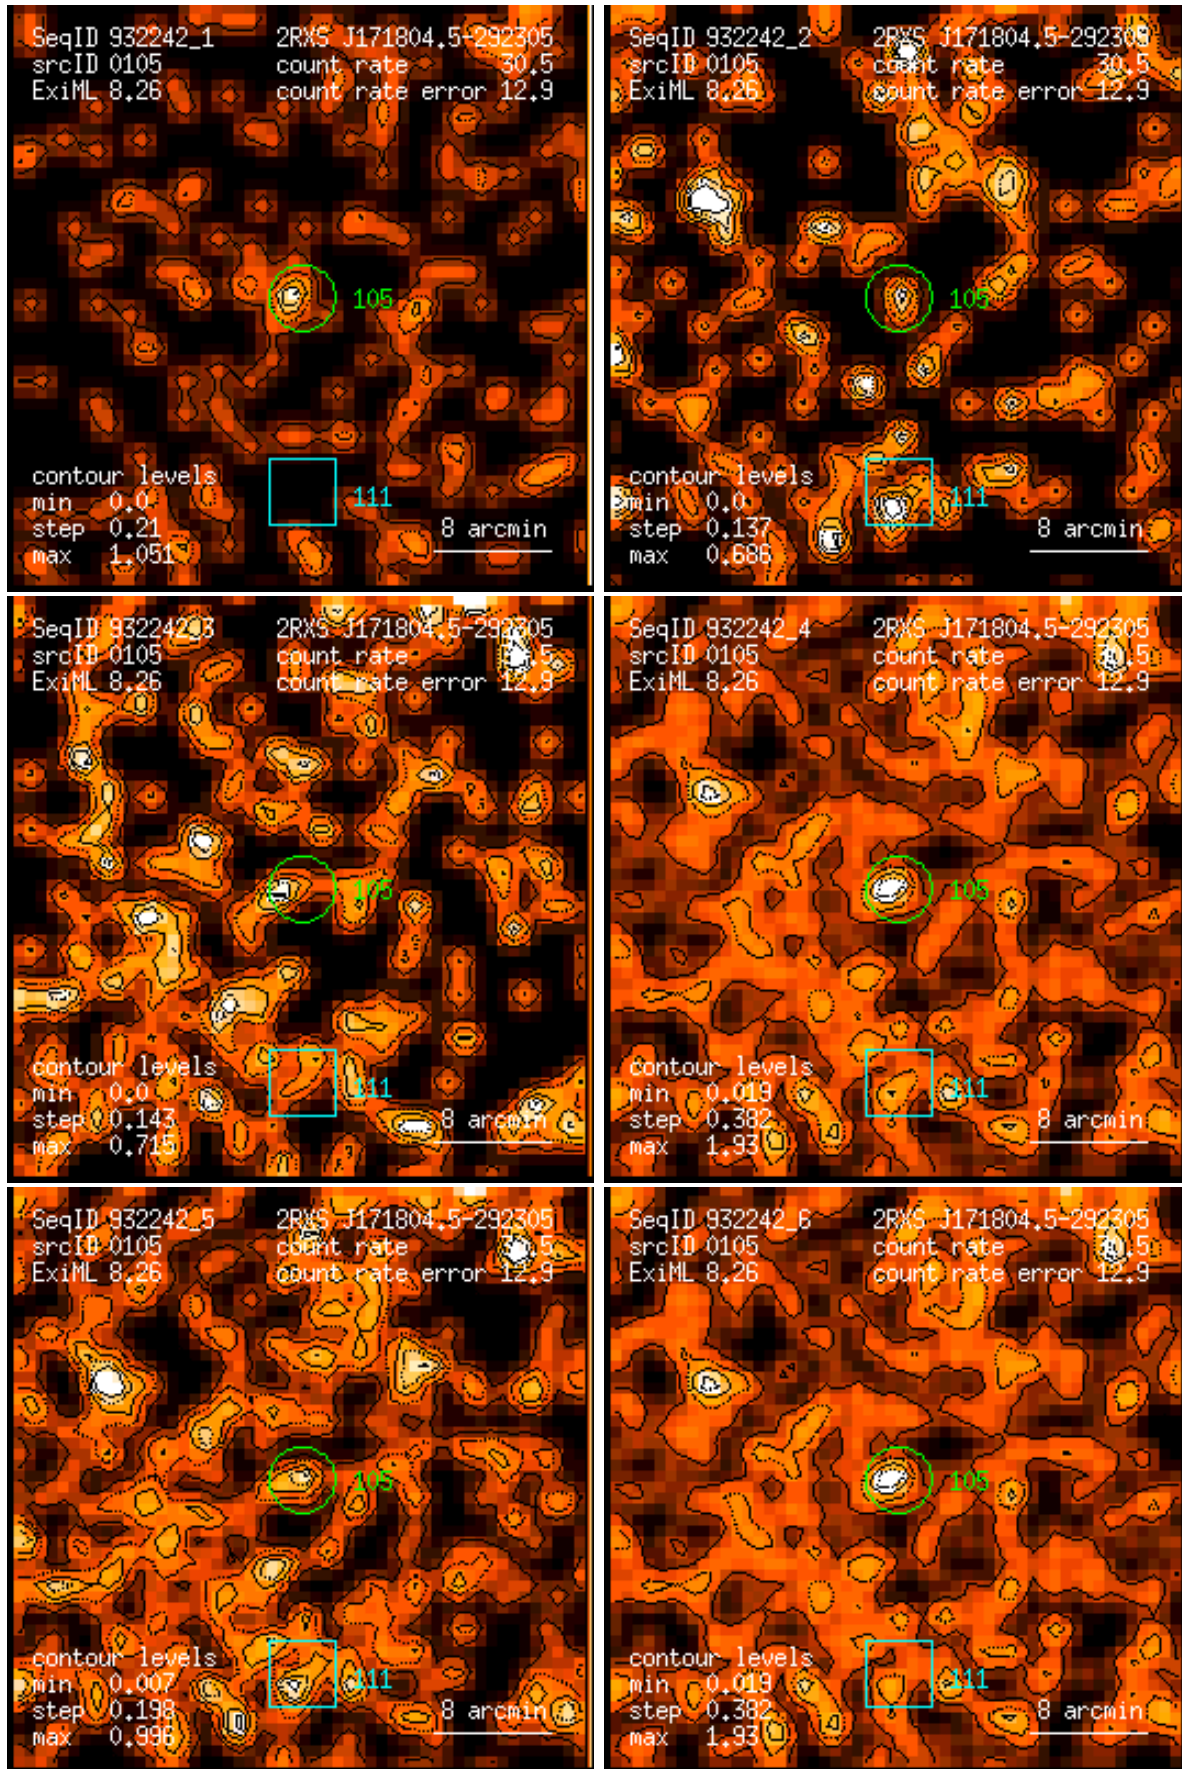 SeqID 932242_1 2RXS J171804.5-292305
srcID 0105 count rate 30.5
ExiML 8.26 count rate error 12.9
105
contour levels
min 0.0
111
step 0.21
8 arcmin
max 1.051
SeqID 932242_2 2RXS J171804.5-292305
srcID 0105 count rate 30.5
ExiML 8.26 count rate error 12.9
105
contour levels
min 0.0
111
step 0.137
8 arcmin
max 0.686
SeqID 932242_3 2RXS J171804.5-292305
srcID 0105 count rate 30.5
ExiML 8.26 count rate error 12.9
105
contour levels
min 0.0
111
step 0.143
8 arcmin
max 0.715
SeqID 932242_4 2RXS J171804.5-292305
srcID 0105 count rate 30.5
ExiML 8.26 count rate error 12.9
105
contour levels
min 0.019
111
step 0.382
8 arcmin
max 1.93
SeqID 932242_5 2RXS J171804.5-292305
srcID 0105 count rate 30.5
ExiML 8.26 count rate error 12.9
105
contour levels
min 0.007
111
step 0.198
8 arcmin
max 0.996
SeqID 932242_6 2RXS J171804.5-292305
srcID 0105 count rate 30.5
ExiML 8.26 count rate error 12.9
105
contour levels
min 0.019
111
step 0.382
8 arcmin
max 1.93